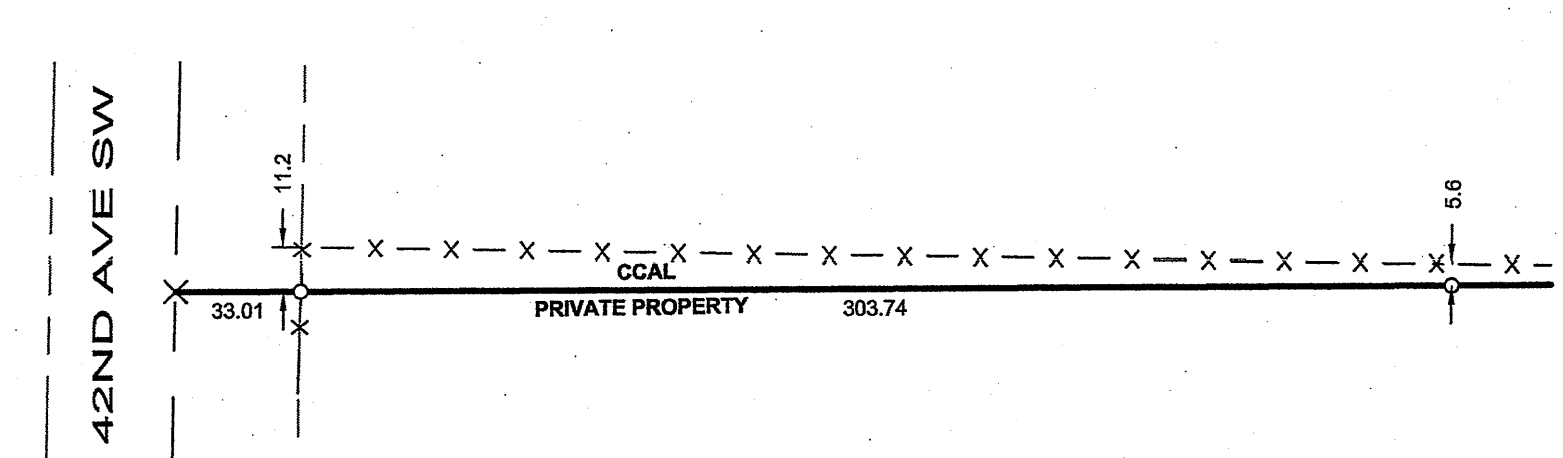 42ND AVE SW
11.2
5.6
CCAL
33.01
PRIVATE PROPERTY
303.74